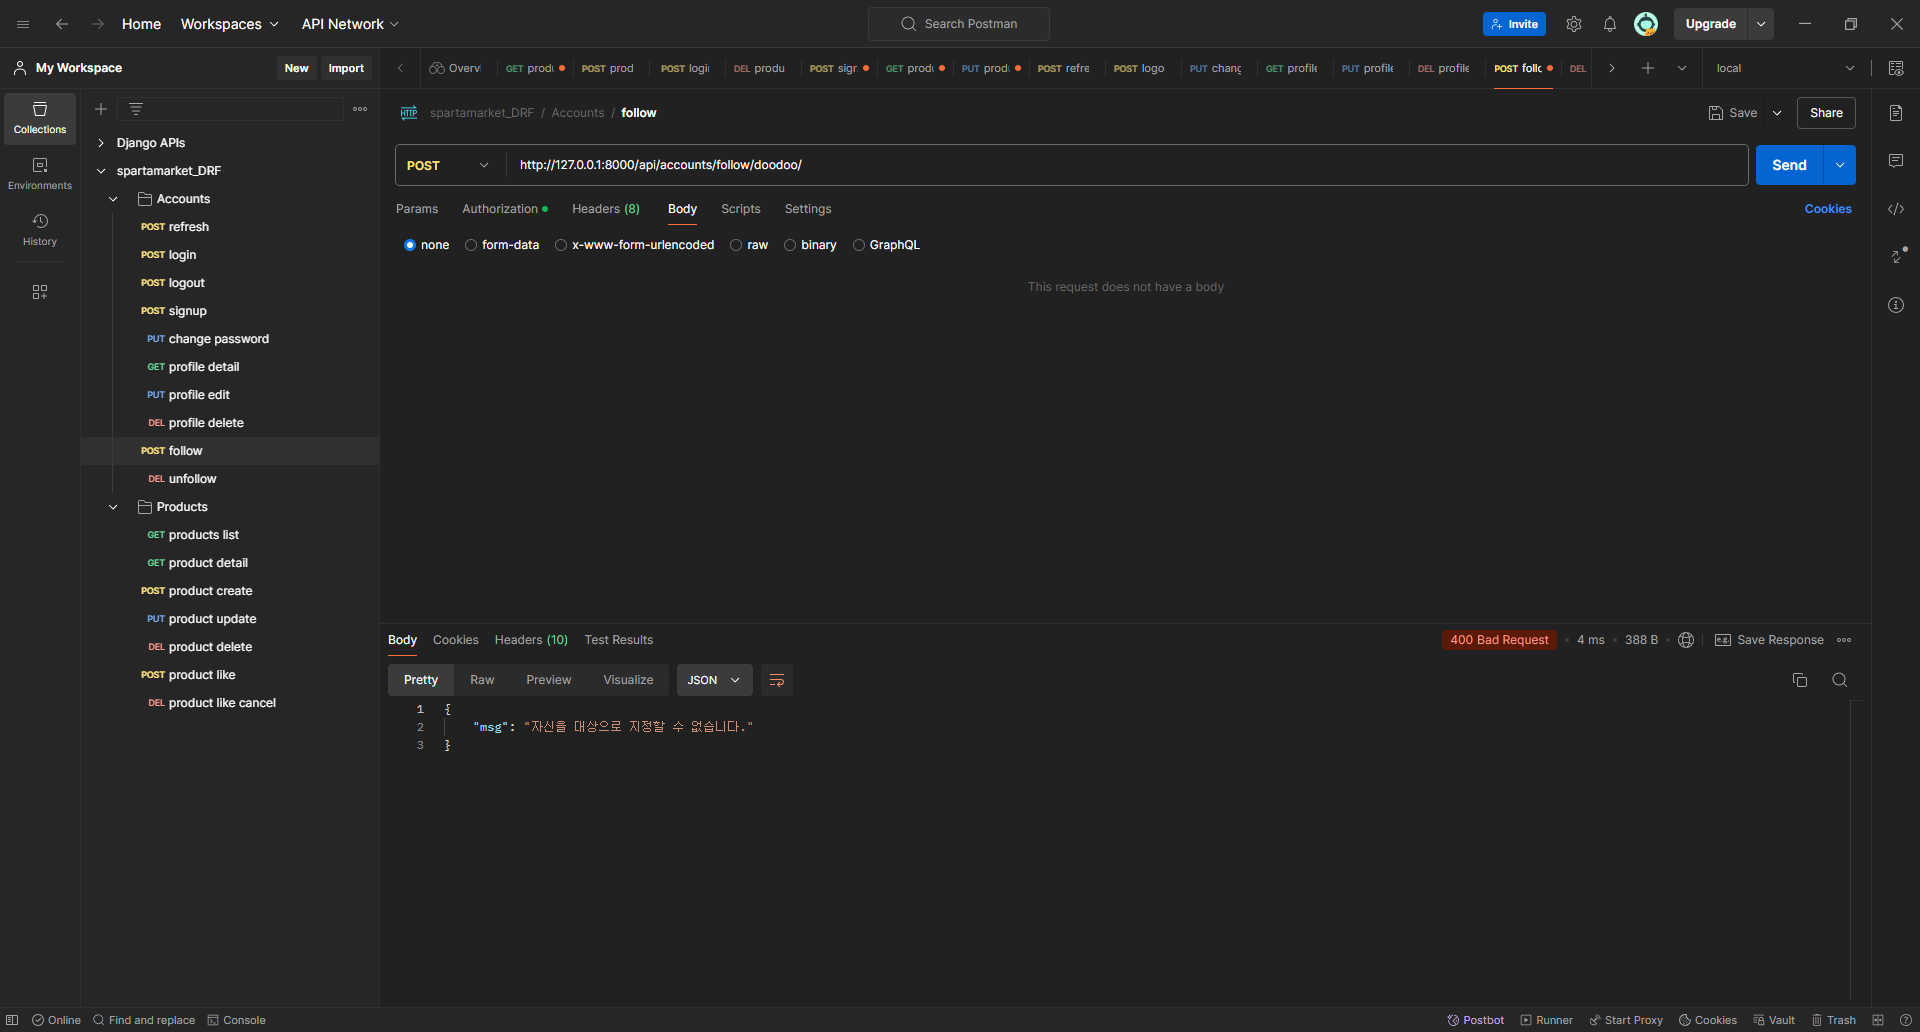 Home Workspaces API Network Search Postman Invite Upgrade
My Workspace New Import Overvi GET produ POST prod POST logi DEL produ POST sign GET produ PUT produ POST refre POST logo PUT chang GET profile PUT profile DEL profile POST follo DEL local
Collections
Environments
History
Django APIs
spartamarket_DRF
Accounts
POST refresh
POST login
POST logout
POST signup
PUT change password
GET profile detail
PUT profile edit
DEL profile delete
POST follow
DEL unfollow
Products
GET products list
GET product detail
POST product create
PUT product update
DEL product delete
POST product like
DEL product like cancel
HTTP spartamarket_DRF / Accounts / follow Save Share
POST http://127.0.0.1:8000/api/accounts/follow/doodoo/ Send
Params Authorization Headers (8) Body Scripts Settings Cookies
none form-data x-www-form-urlencoded raw binary GraphQL
This request does not have a body
Body Cookies Headers (10) Test Results 400 Bad Request 4 ms 388 B e.g. Save Response
Pretty Raw Preview Visualize JSON
1 {
2 "msg": "자신을 대상으로 지정할 수 없습니다."
3 }
Online Find and replace Console Postbot Runner Start Proxy Cookies Vault Trash